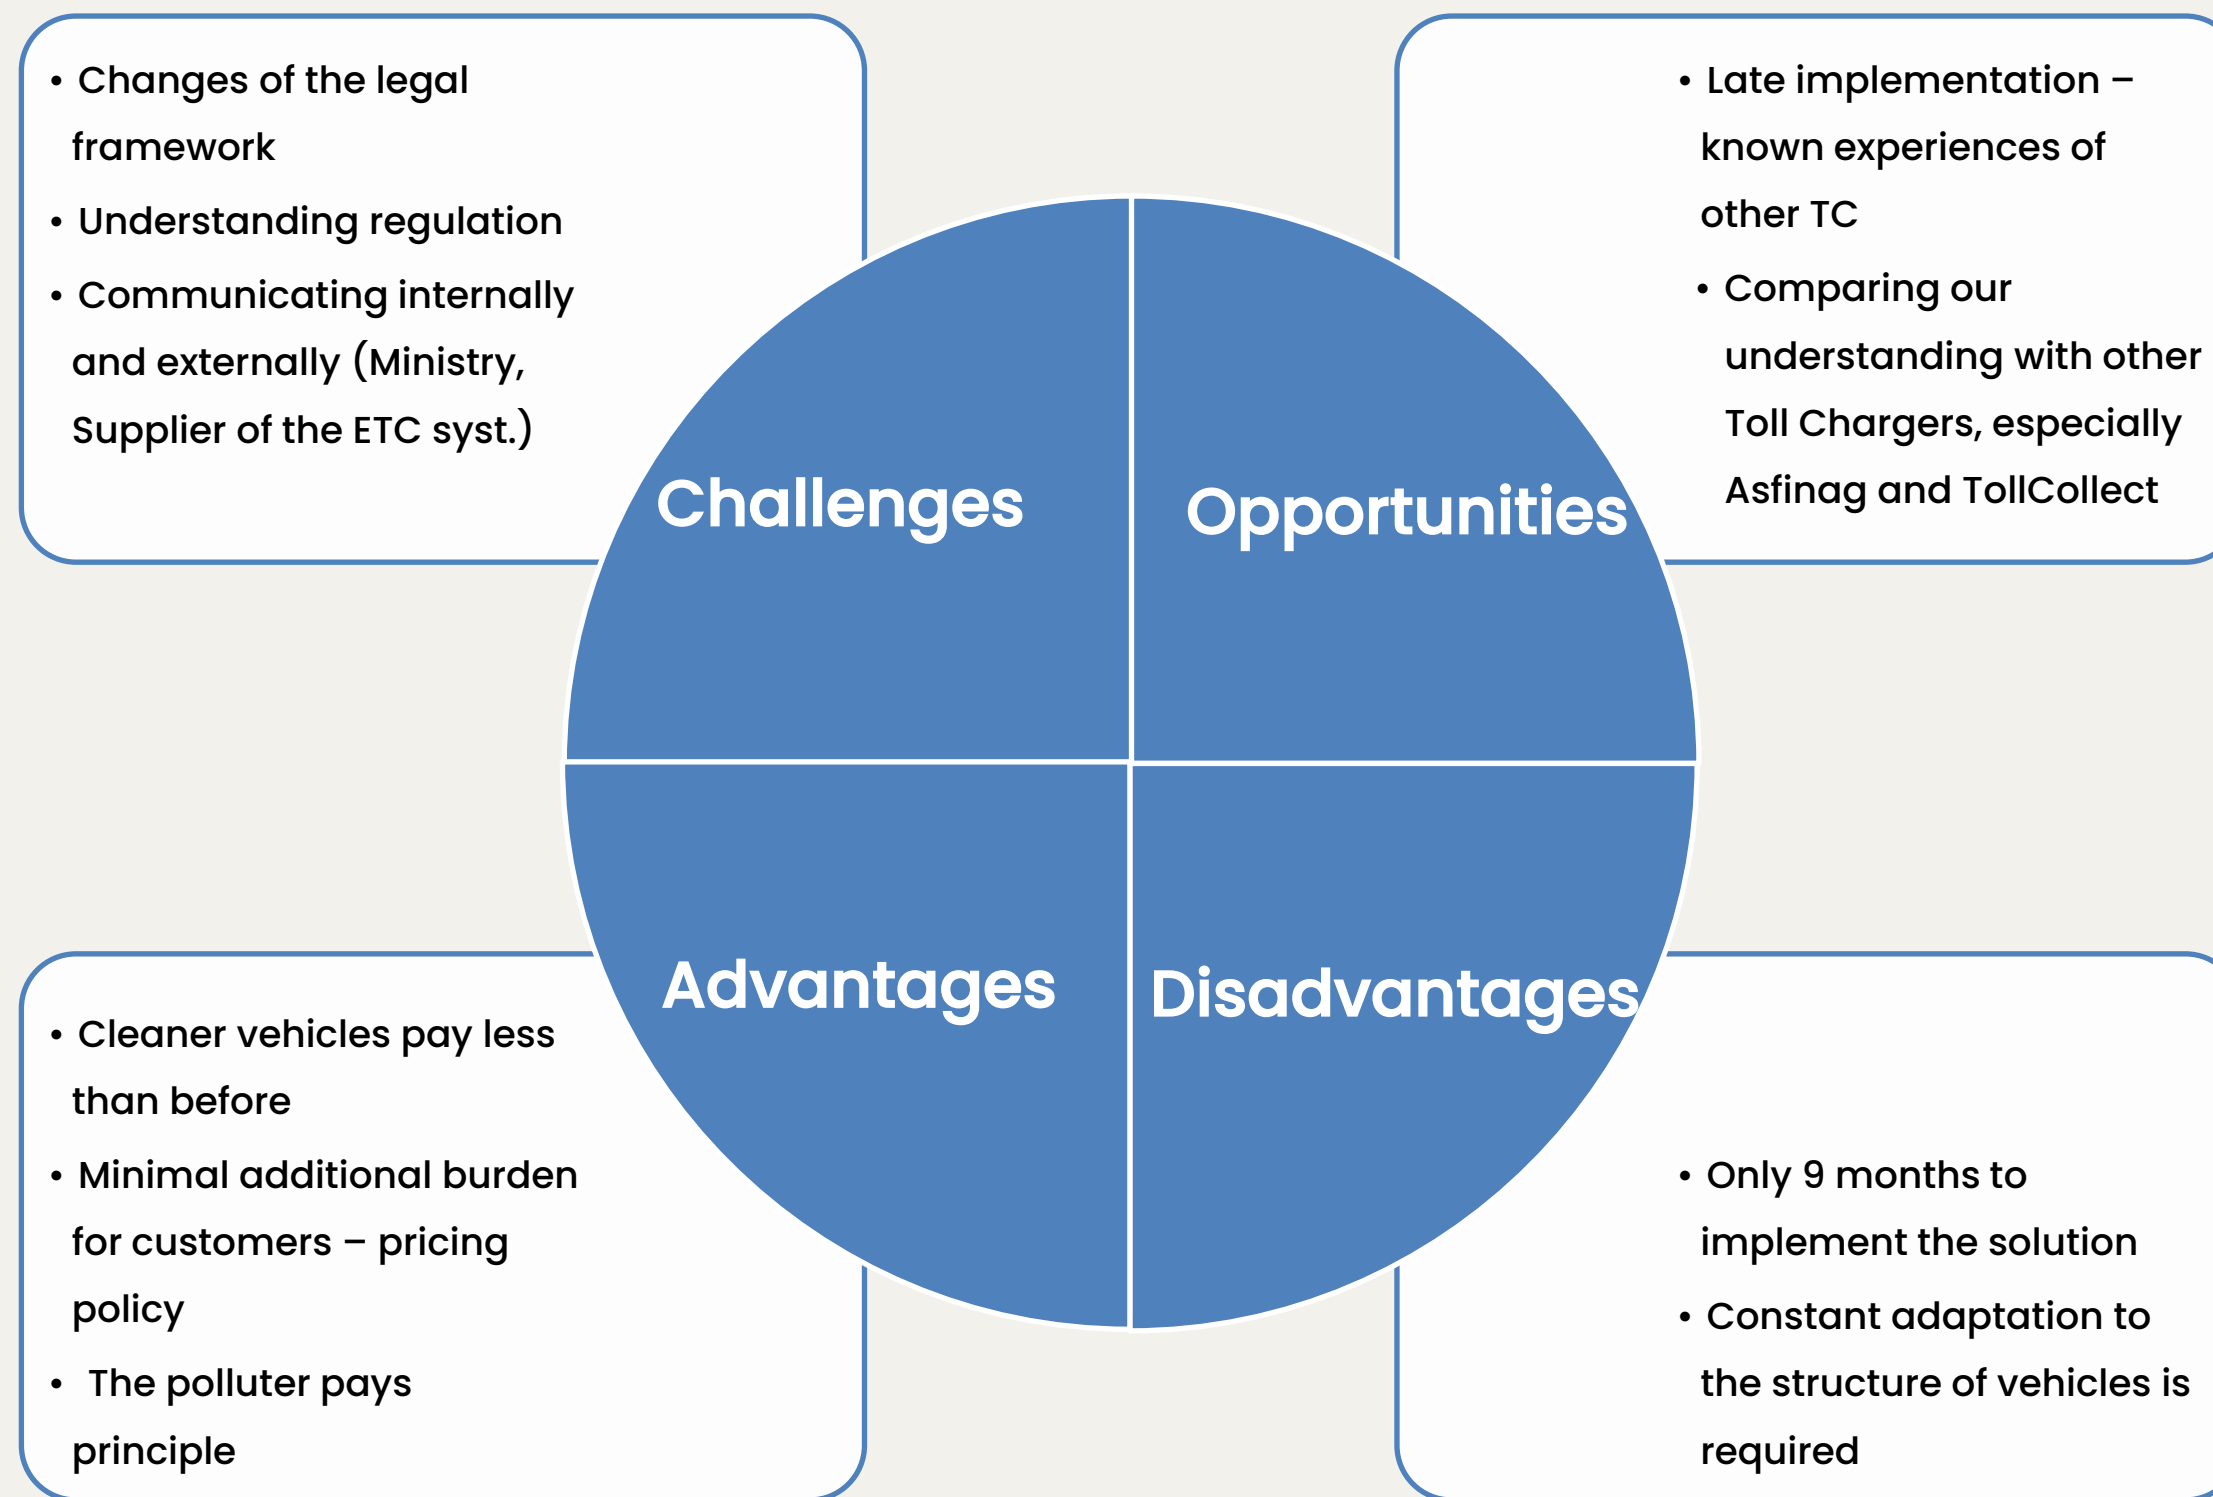 • Changes of the legal
framework
• Understanding regulation
• Communicating internally
and externally (Ministry,
Supplier of the ETC syst.)
• Late implementation –
known experiences of
other TC
• Comparing our
understanding with other
Toll Chargers, especially
Asfinag and TollCollect
Challenges
Opportunities
Advantages
Disadvantages
• Cleaner vehicles pay less
than before
• Minimal additional burden
for customers – pricing
policy
• The polluter pays
principle
• Only 9 months to
implement the solution
• Constant adaptation to
the structure of vehicles is
required